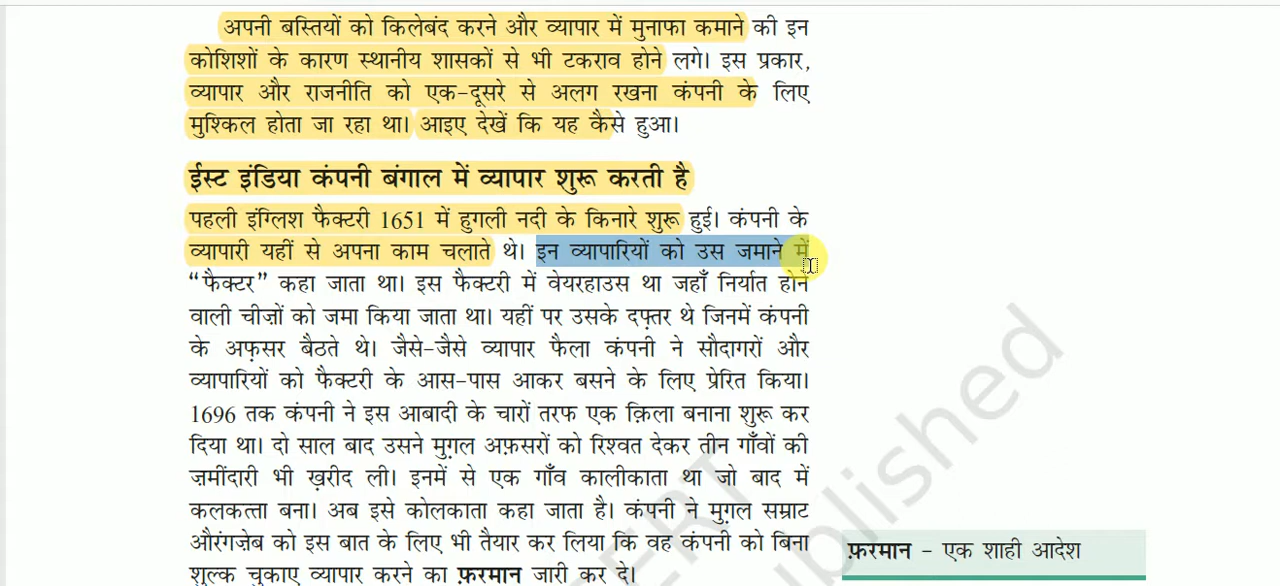 अपनी बस्तियों को किलेबंद करने और व्यापार में मुनाफा कमाने की इन
कोशिशों के कारण स्थानीय शासकों से भी टकराव होने लगे। इस प्रकार,
व्यापार और राजनीति को एक-दूसरे से अलग रखना कंपनी के लिए
मुश्किल होता जा रहा था। आइए देखें कि यह कैसे हुआ।
ईस्ट इंडिया कंपनी बंगाल में व्यापार शुरू करती है
पहली इंग्लिश फैक्टरी 1651 में हुगली नदी के किनारे शुरू हुई। कंपनी के
व्यापारी यहीं से अपना काम चलाते थे। इन व्यापारियों को उस जमाने में
“फैक्टर” कहा जाता था। इस फैक्टरी में वेयरहाउस था जहाँ निर्यात होने
वाली चीज़ों को जमा किया जाता था। यहीं पर उसके दफ़्तर थे जिनमें कंपनी
के अफ़सर बैठते थे। जैसे-जैसे व्यापार फैला कंपनी ने सौदागरों और
व्यापारियों को फैक्टरी के आस-पास आकर बसने के लिए प्रेरित किया।
1696 तक कंपनी ने इस आबादी के चारों तरफ एक क़िला बनाना शुरू कर
दिया था। दो साल बाद उसने मुग़ल अफ़सरों को रिश्वत देकर तीन गाँवों की
ज़मींदारी भी ख़रीद ली। इनमें से एक गाँव कालीकाता था जो बाद में
कलकत्ता बना। अब इसे कोलकाता कहा जाता है। कंपनी ने मुग़ल सम्राट
औरंगज़ेब को इस बात के लिए भी तैयार कर लिया कि वह कंपनी को बिना
शुल्क चुकाए व्यापार करने का फ़रमान जारी कर दे।
फ़रमान – एक शाही आदेश